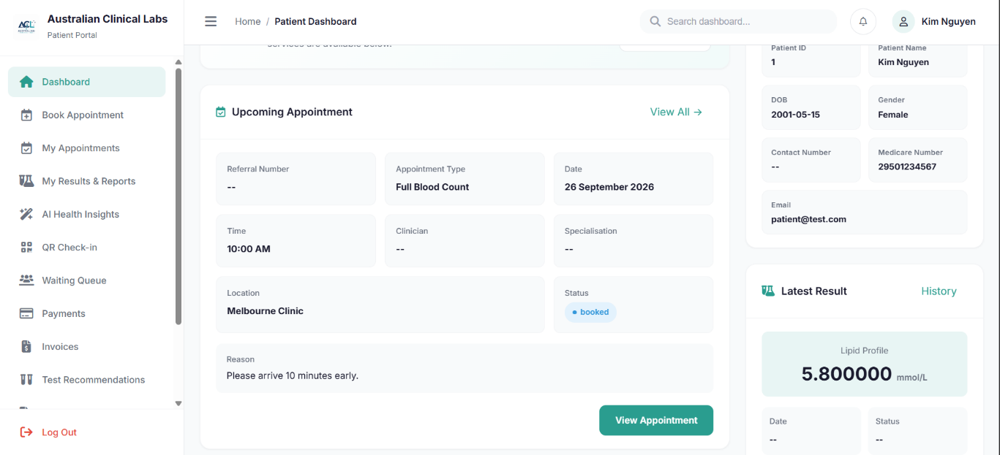 ACL
Australian Clinical Labs
Patient Portal
Dashboard
Book Appointment
My Appointments
My Results & Reports
AI Health Insights
QR Check-in
Waiting Queue
Payments
Invoices
Test Recommendations
Log Out
Home / Patient Dashboard
Search dashboard...
Kim Nguyen
services are available below.
Upcoming Appointment
View All →
Referral Number
--
Appointment Type
Full Blood Count
Date
26 September 2026
Time
10:00 AM
Clinician
--
Specialisation
--
Location
Melbourne Clinic
Status
booked
Reason
Please arrive 10 minutes early.
View Appointment
Patient ID
1
Patient Name
Kim Nguyen
DOB
2001-05-15
Gender
Female
Contact Number
--
Medicare Number
29501234567
Email
patient@test.com
Latest Result
History
Lipid Profile
5.800000 mmol/L
Date
--
Status
--